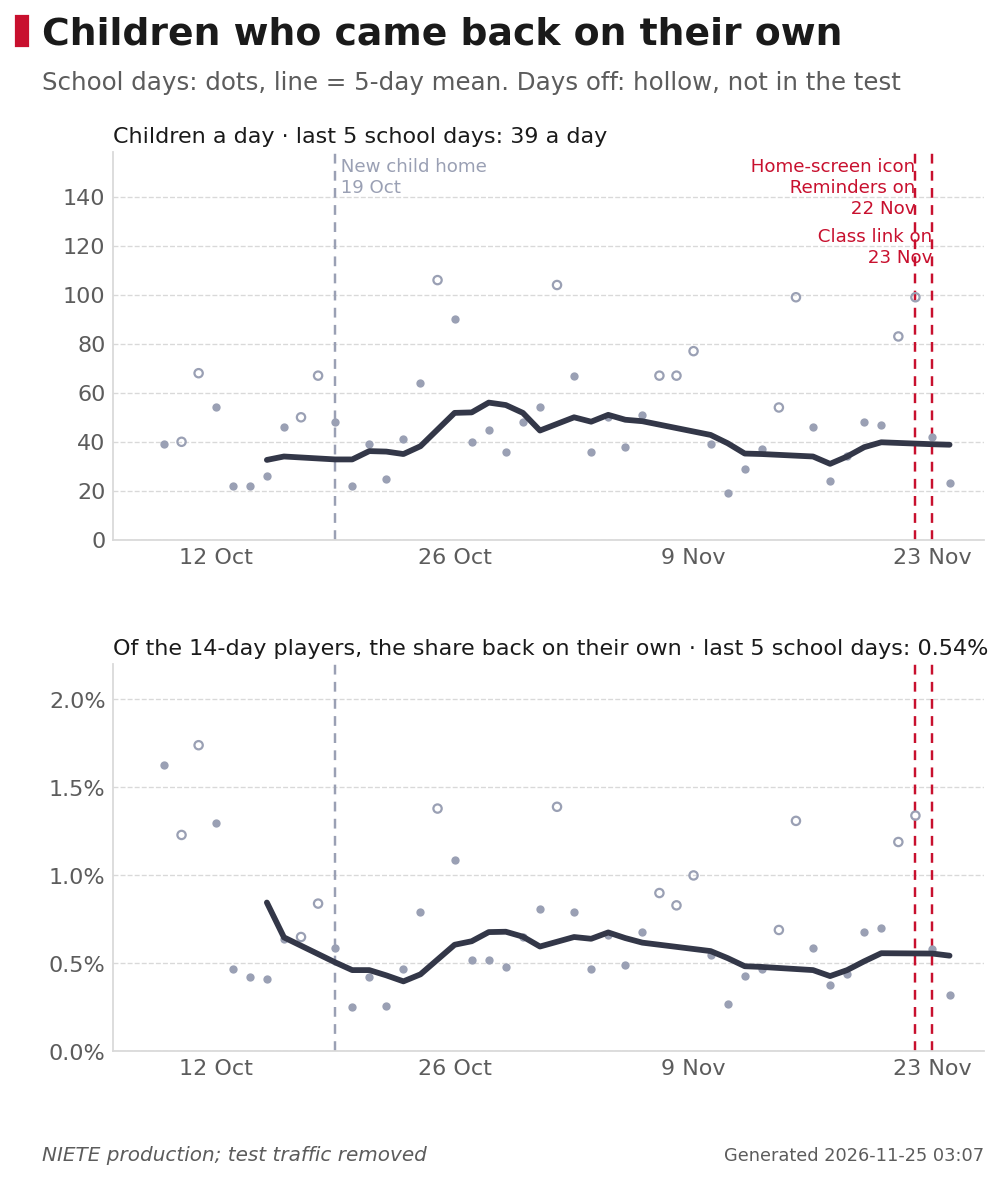 Children who came back on their own
School days: dots, line = 5-day mean. Days off: hollow, not in the test
Children a day · last 5 school days: 39 a day
New child home
19 Oct
Home-screen icon
Reminders on
22 Nov
Class link on
23 Nov
140
120
100
80
60
40
20
0
12 Oct
26 Oct
9 Nov
23 Nov
Of the 14-day players, the share back on their own · last 5 school days: 0.54%
2.0%
1.5%
1.0%
0.5%
0.0%
12 Oct
26 Oct
9 Nov
23 Nov
NIETE production; test traffic removed
Generated 2026-11-25 03:07